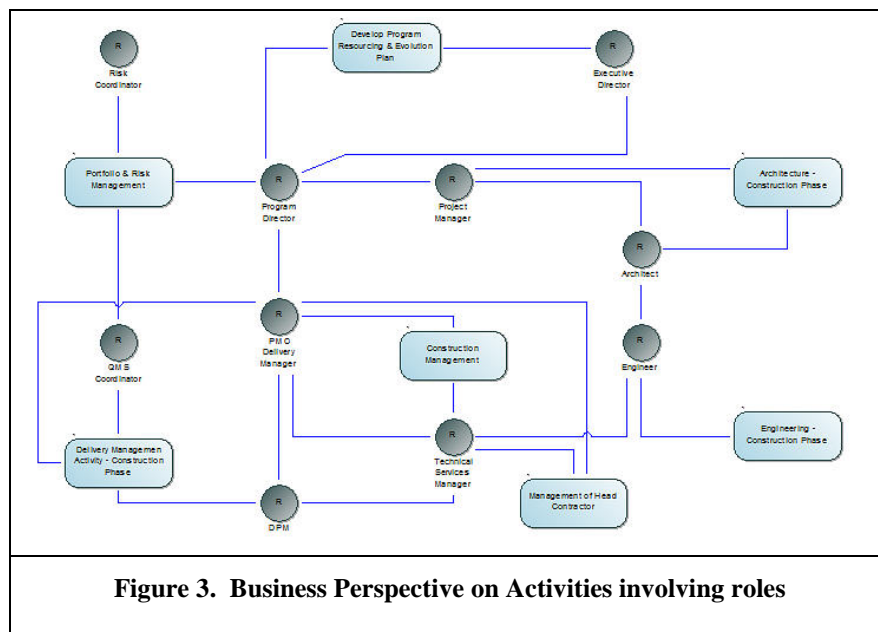 Develop Program
Resourcing & Evolution
Plan
R
Risk
Coordinator
R
Executive
Director
Portfolio & Risk
Management
R
Program
Director
R
Project
Manager
Architecture -
Construction Phase
R
Architect
R
PMO
Delivery
Manager
R
QMS
Coordinator
Construction
Management
R
Engineer
Delivery Managemen
Activity - Construction
Phase
R
Technical
Services
Manager
Engineering -
Construction Phase
R
DPM
Management of Head
Contractor
Figure 3. Business Perspective on Activities involving roles